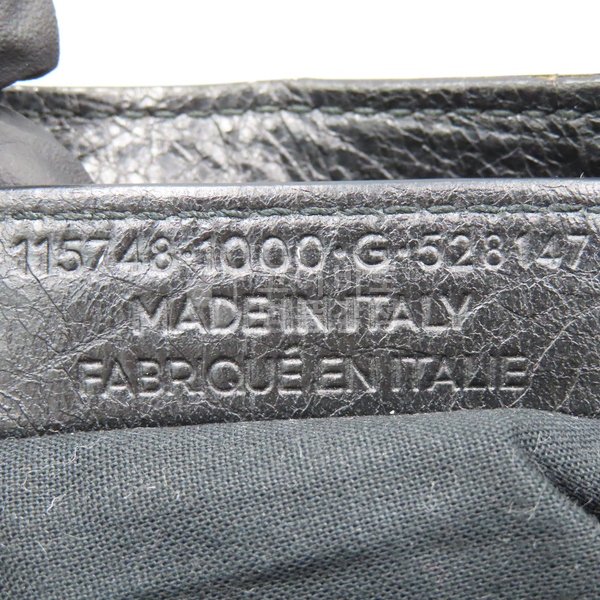 115748·1000·G·528147
MADE IN ITALY
FABRIQUÉ EN ITALIE